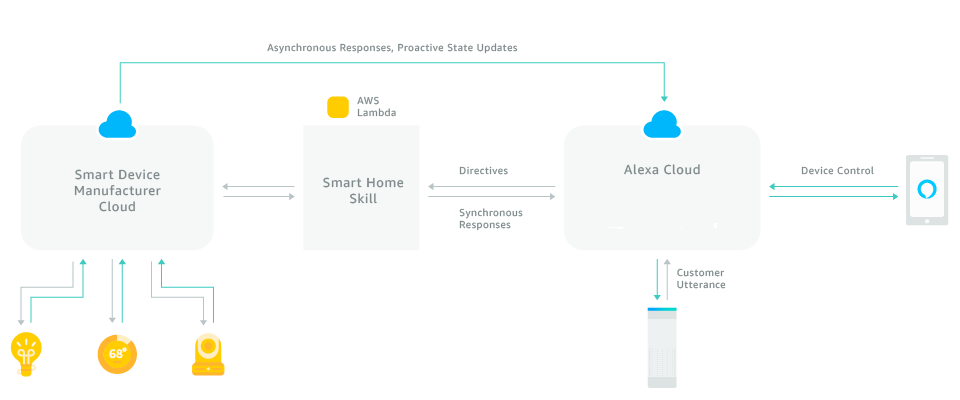 Asynchronous Responses, Proactive State Updates
AWS
Lambda
Smart Device
Manufacturer
Cloud
Smart Home
Skill
Directives
Synchronous
Responses
Alexa Cloud
Device Control
Customer
Utterance
68°